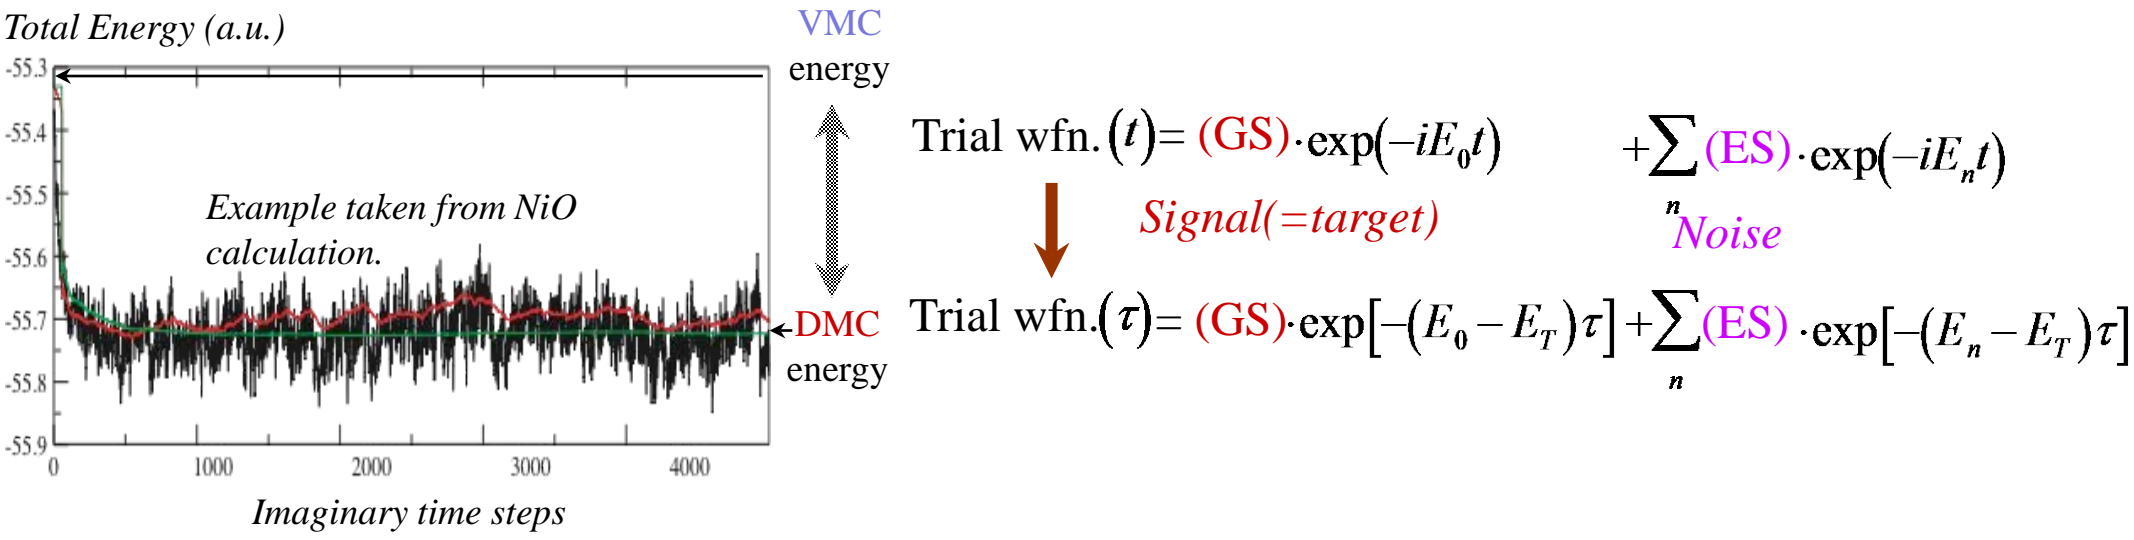 Total Energy (a.u.)
-55.3
-55.4
-55.5
-55.6
-55.7
-55.8
-55.9
0 1000 2000 3000 4000
Imaginary time steps
Example taken from NiO
calculation.
VMC
energy
DMC
energy
Trial wfn.(t)= (GS)·exp(−iE₀t) +∑ₙ(ES)·exp(−iEₙt)
Signal(=target) Noise
Trial wfn.(τ)= (GS)·exp[−(E₀−E_T)τ]+∑ₙ(ES)·exp[−(Eₙ−E_T)τ]